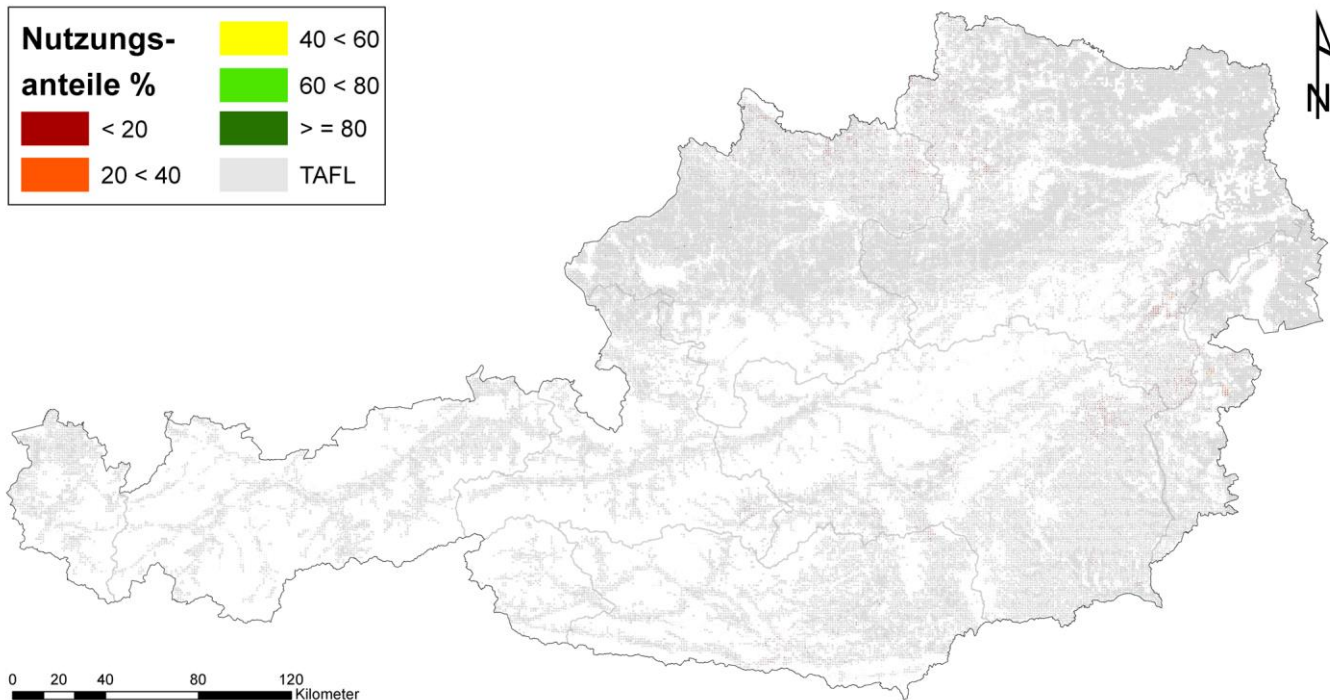 Nutzungs-
anteile %
< 20
20 < 40
40 < 60
60 < 80
> = 80
TAFL
N
0 20 40 80 120
Kilometer